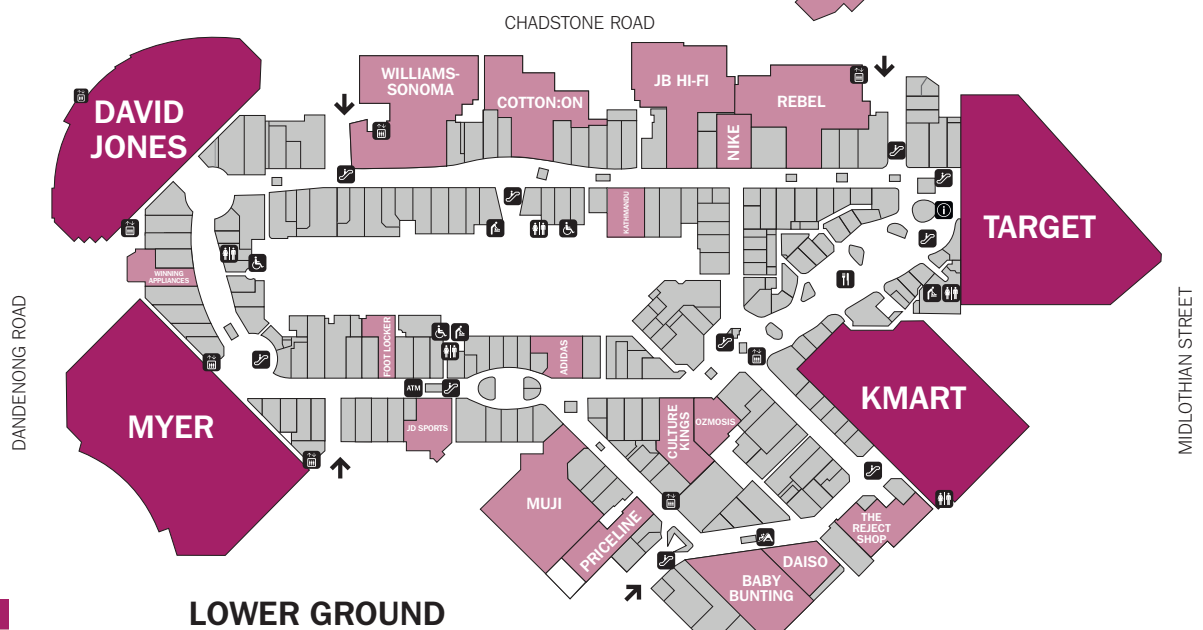 CHADSTONE ROAD
DAVID
JONES
WILLIAMS-
SONOMA
COTTON:ON
JB HI-FI
REBEL
NIKE
KATHMANDU
TARGET
WINNING
APPLIANCES
DANDENONG ROAD
MIDLOTHIAN STREET
FOOT LOCKER
ADIDAS
ATM
MYER
JD SPORTS
KMART
CULTURE
KINGS
OZMOSIS
MUJI
PRICELINE
THE
REJECT
SHOP
DAISO
BABY
BUNTING
LOWER GROUND